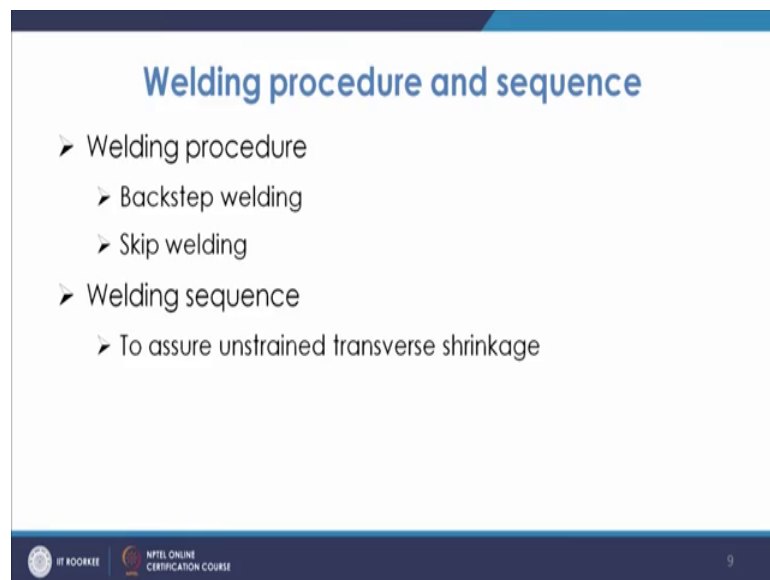 Welding procedure and sequence
Welding procedure
Backstep welding
Skip welding
Welding sequence
To assure unstrained transverse shrinkage
IIT ROORKEE
NPTEL ONLINE
CERTIFICATION COURSE
9